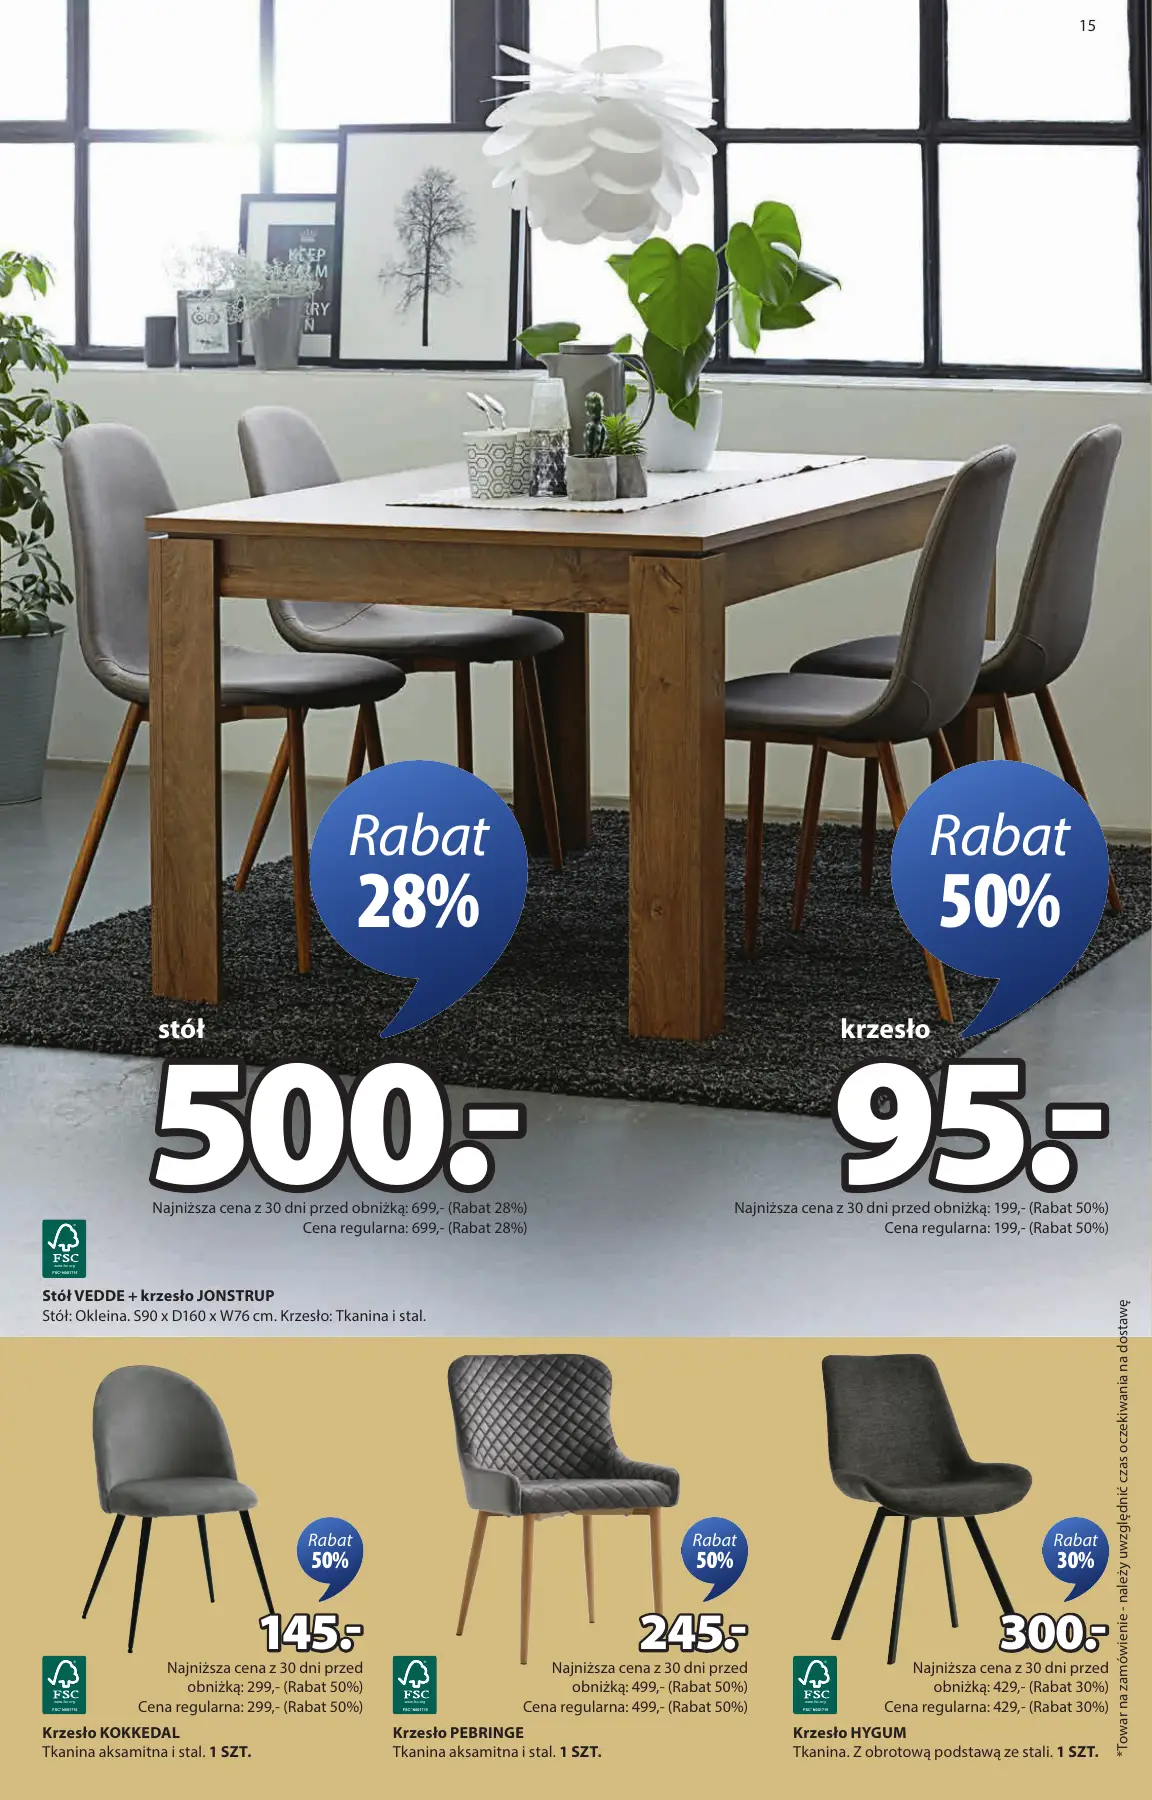 15
KEEP
CALM
RY
Rabat
28%
Rabat
50%
stół
500.-
krzesło
95.-
Najniższa cena z 30 dni przed obniżką: 699,- (Rabat 28%)
Cena regularna: 699,- (Rabat 28%)
Najniższa cena z 30 dni przed obniżką: 199,- (Rabat 50%)
Cena regularna: 199,- (Rabat 50%)
FSC
Stół VEDDE + krzesło JONSTRUP
Stół: Okleina. S90 x D160 x W76 cm. Krzesło: Tkanina i stal.
Rabat
50%
145.-
Najniższa cena z 30 dni przed
obniżką: 299,- (Rabat 50%)
Cena regularna: 299,- (Rabat 50%)
FSC
Krzesło KOKKEDAL
Tkanina aksamitna i stal. 1 SZT.
Rabat
50%
245.-
Najniższa cena z 30 dni przed
obniżką: 499,- (Rabat 50%)
Cena regularna: 499,- (Rabat 50%)
FSC
Krzesło PEBRINGE
Tkanina aksamitna i stal. 1 SZT.
Rabat
30%
300.-
Najniższa cena z 30 dni przed
obniżką: 429,- (Rabat 30%)
Cena regularna: 429,- (Rabat 30%)
FSC
Krzesło HYGUM
Tkanina. Z obrotową podstawą ze stali. 1 SZT.
*Towar na zamówienie - należy uwzględnić czas oczekiwania na dostawę